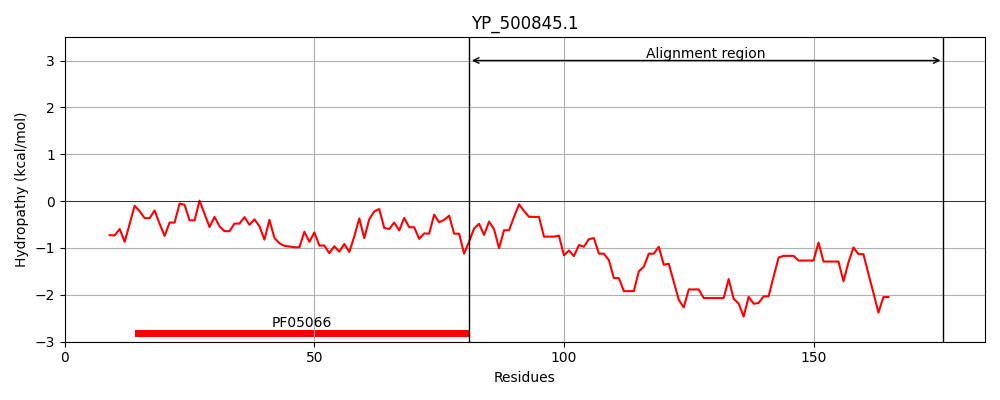 YP_500845.1
Alignment region
Hydropathy (kcal/mol)
3
2
1
0
−1
−2
−3
PF05066
0
50
100
150
Residues